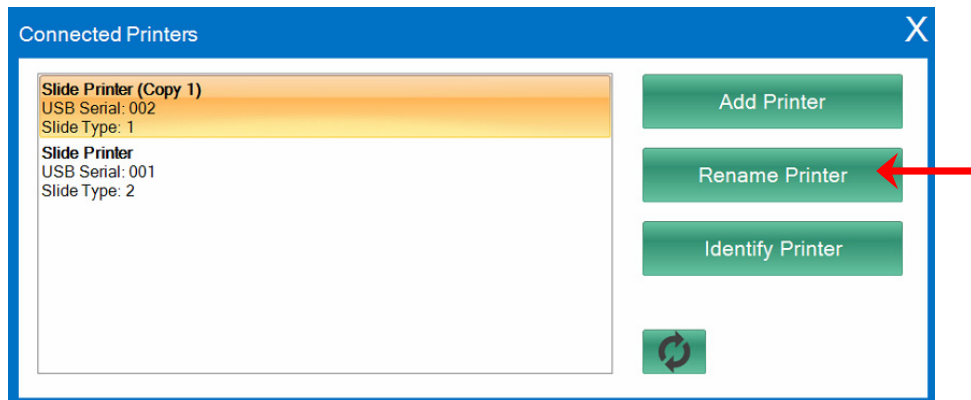 Connected Printers
X
Slide Printer (Copy 1)
USB Serial: 002
Slide Type: 1
Slide Printer
USB Serial: 001
Slide Type: 2
Add Printer
Rename Printer
Identify Printer